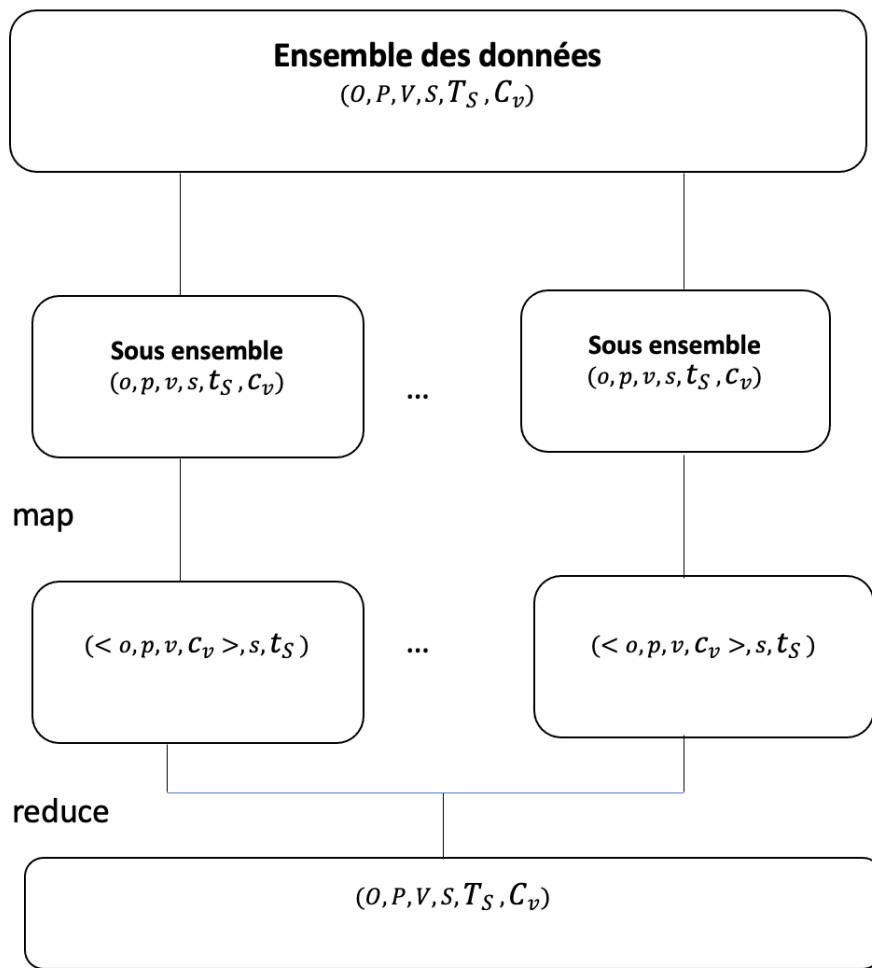 Ensemble des données
(O, P, V, S, T_S, C_v)
Sous ensemble
(o, p, v, s, t_S, c_v)
...
Sous ensemble
(o, p, v, s, t_S, c_v)
map
(< o, p, v, c_v >, s, t_S)
...
(< o, p, v, c_v >, s, t_S)
reduce
(O, P, V, S, T_S, C_v)